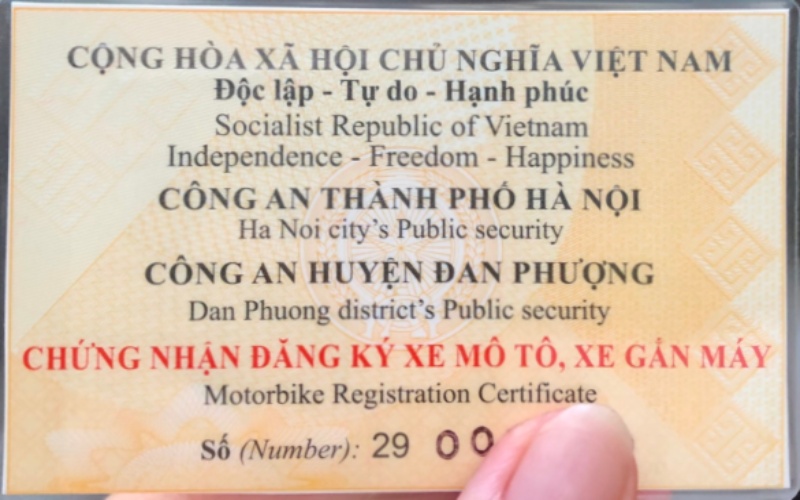 CỘNG HÒA XÃ HỘI CHỦ NGHĨA VIỆT NAM
Độc lập - Tự do - Hạnh phúc
Socialist Republic of Vietnam
Independence - Freedom - Happiness
CÔNG AN THÀNH PHỐ HÀ NỘI
Ha Noi city's Public security
CÔNG AN HUYỆN ĐAN PHƯỢNG
Dan Phuong district's Public security
CHỨNG NHẬN ĐĂNG KÝ XE MÔ TÔ, XE GẮN MÁY
Motorbike Registration Certificate
Số (Number): 29 00